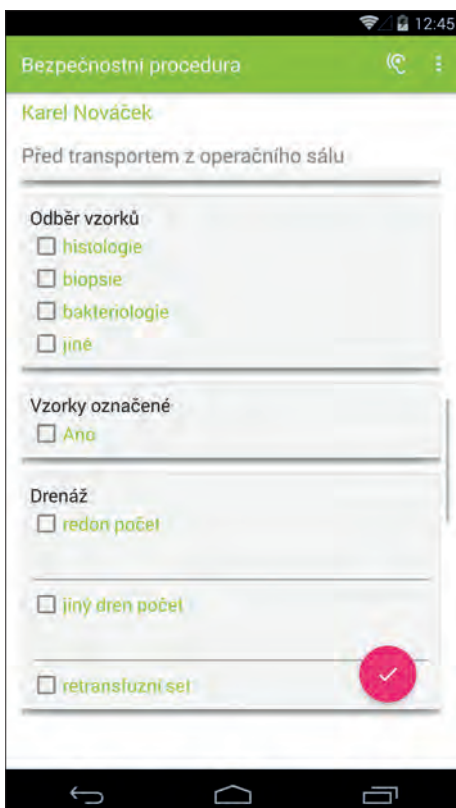 12:45
Bezpečnostní procedura
Karel Nováček
Před transportem z operačního sálu
Odběr vzorků
histologie
biopsie
bakteriologie
jiné
Vzorky označené
Ano
Drenáž
redon počet
jiný dren počet
retransfuzní set